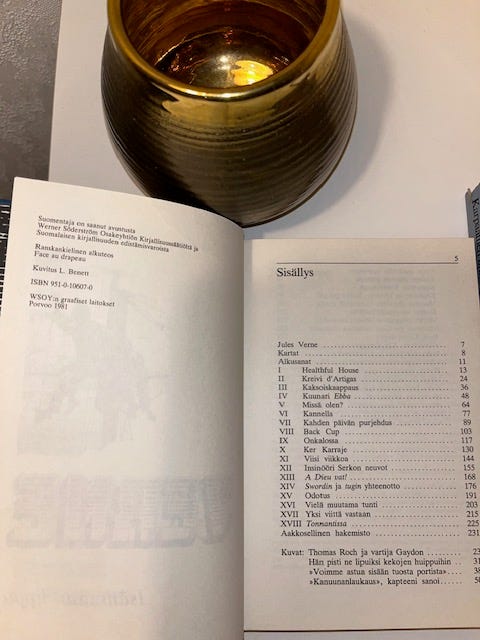 Suomentaja on saanut avustusta
Werner Söderström Osakeyhtiön Kirjallisuussäätiöltä ja
Suomalaisen kirjallisuuden edistämisvaroista
Ranskankielinen alkuteos
Face au drapeau
Kuvitus L. Benett
ISBN 951-0-10607-0
WSOY:n graafiset laitokset
Porvoo 1981
5
Sisällys
Jules Verne 7
Kartat 8
Alkusanat 11
I Healthful House 13
II Kreivi d'Artigas 24
III Kaksoiskaappaus 36
IV Kuunari Ebba 48
V Missä olen? 64
VI Kannella 77
VII Kahden päivän purjehdus 89
VIII Back Cup 103
IX Onkalossa 117
X Ker Karraje 130
XI Viisi viikkoa 144
XII Insinööri Serkon neuvot 155
XIII A Dieu vat! 168
XIV Swordin ja tugin yhteenotto 176
XV Odotus 191
XVI Vielä muutama tunti 203
XVII Yksi viittä vastaan 215
XVIII Tonnantissa 225
Aakkosellinen hakemisto 231
Kuvat: Thomas Roch ja vartija Gaydon
Hän pisti ne lipuiksi kekojen huippuihin
»Voimme astua sisään tuosta portista»
»Kanuunanlaukaus», kapteeni sanoi